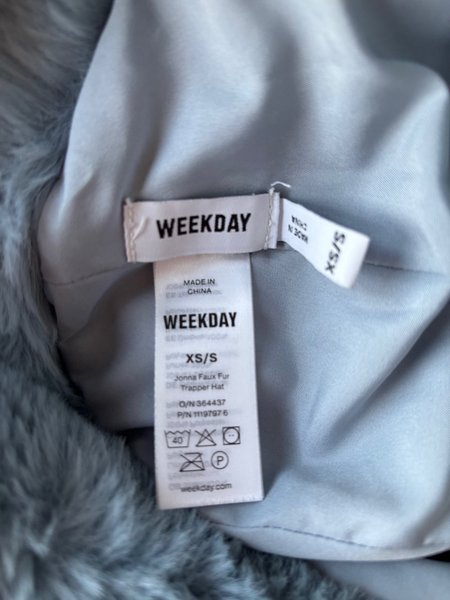 WEEKDAY
MADE IN
CHINA
XS/S
MADE IN
CHINA
WEEKDAY
XS/S
Jonna Faux Fur
Trapper Hat
O/N 364437
P/N 1119797 6
40
P
weekday.com